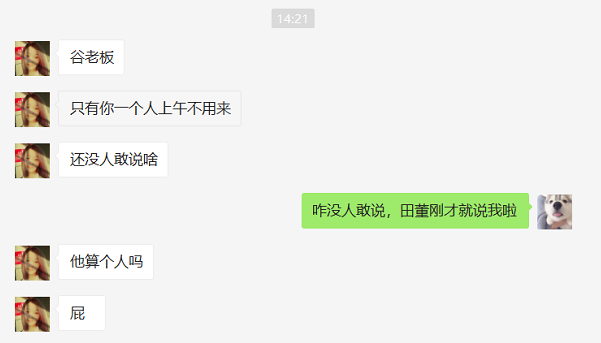 14:21
谷老板
只有你一个人上午不用来
还没人敢说啥
咋没人敢说，田董刚才就说我啦
他算个人吗
屁